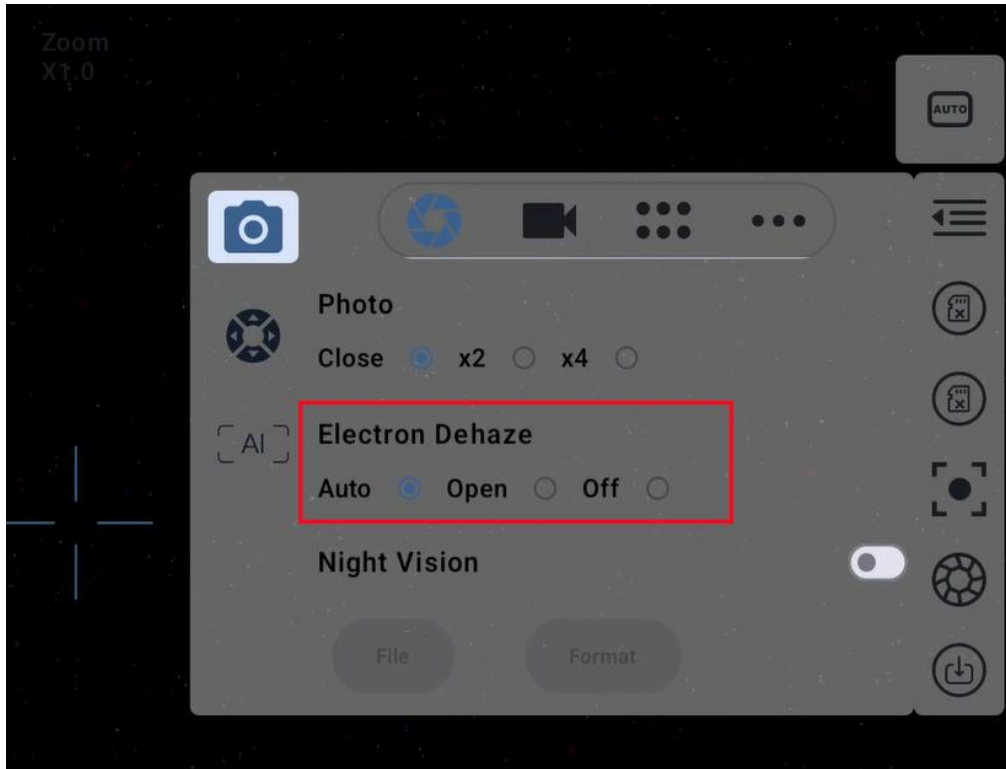 Zoom
X1.0
AUTO
Photo
Close x2 x4
AI
Electron Dehaze
Auto Open Off
Night Vision
File Format